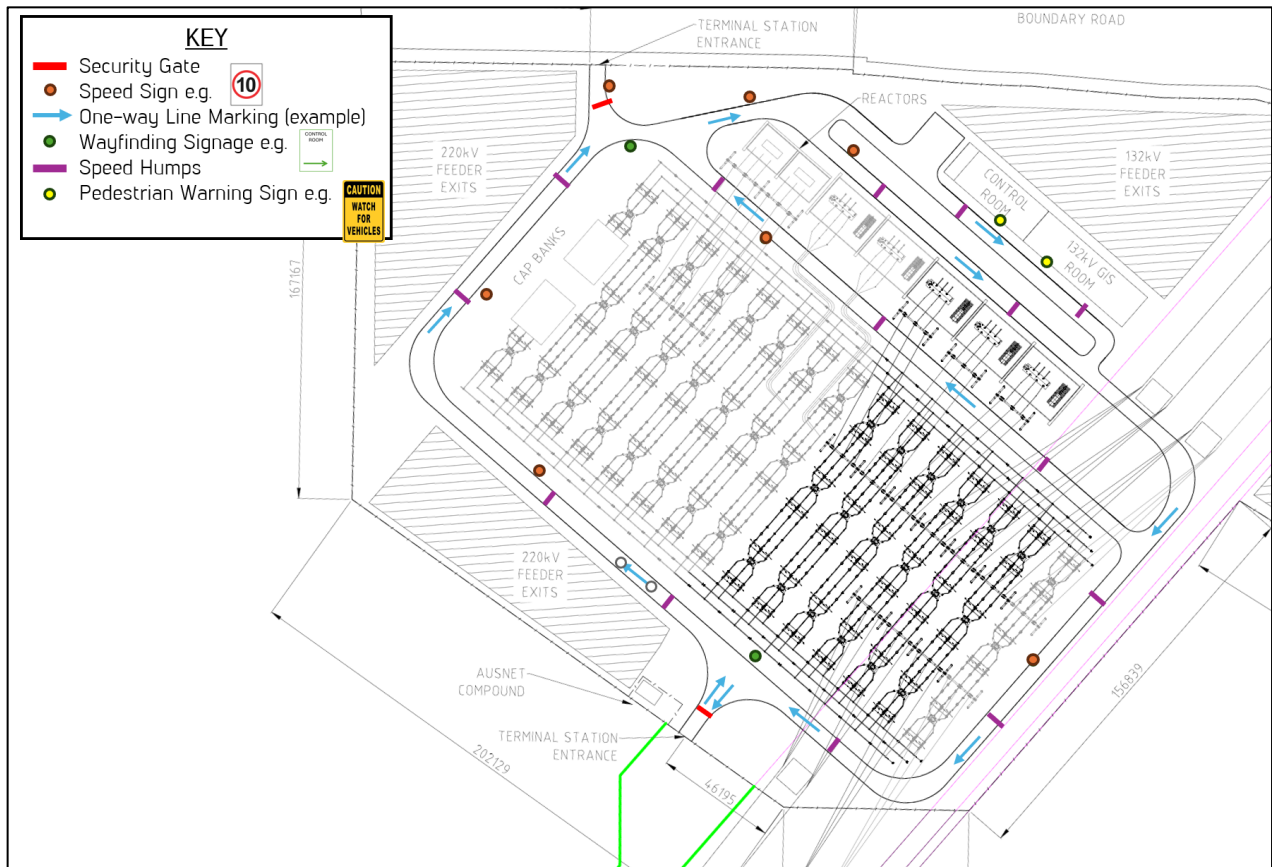 KEY
Security Gate
Speed Sign e.g.
10
One-way Line Marking (example)
Wayfinding Signage e.g.
CONTROL
ROOM
Speed Humps
Pedestrian Warning Sign e.g.
CAUTION
WATCH
FOR
VEHICLES
TERMINAL STATION
ENTRANCE
BOUNDARY ROAD
REACTORS
220kV
FEEDER
EXITS
132kV
FEEDER
EXITS
CONTROL
ROOM
132kV GIS
ROOM
CAP BANKS
167167
220kV
FEEDER
EXITS
AUSNET
COMPOUND
TERMINAL STATION
ENTRANCE
202129
46195
156839